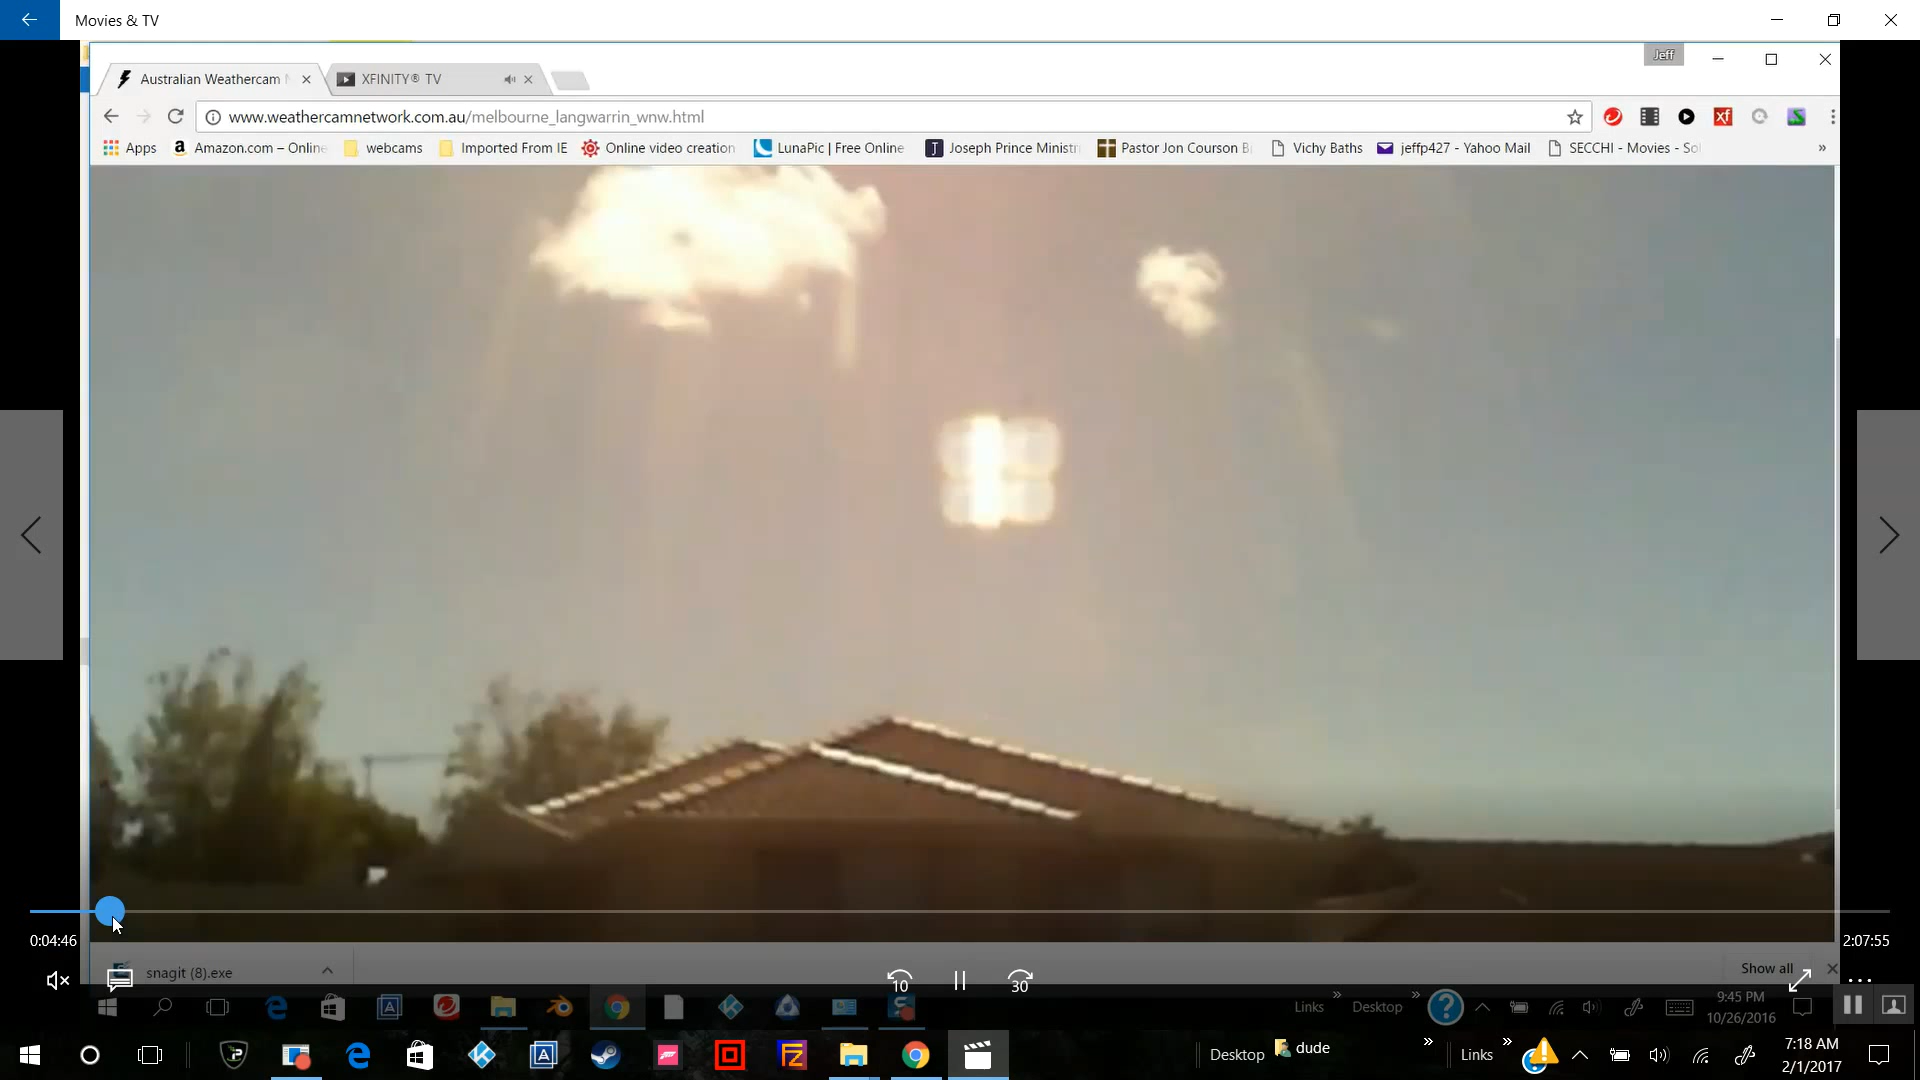 Movies & TV
Jeff
Australian Weathercam
XFINITY® TV
www.weathercamnetwork.com.au/melbourne_langwarrin_wnw.html
Apps
Amazon.com – Online
webcams
Imported From IE
Online video creation
LunaPic | Free Online
Joseph Prince Ministr
Pastor Jon Courson B
Vichy Baths
jeffp427 - Yahoo Mail
SECCHI - Movies - So
»
0:04:46
2:07:55
snagit (8).exe
Show all
10
30
Links
»
Desktop
»
9:45 PM
10/26/2016
Desktop
dude
»
Links
»
7:18 AM
2/1/2017